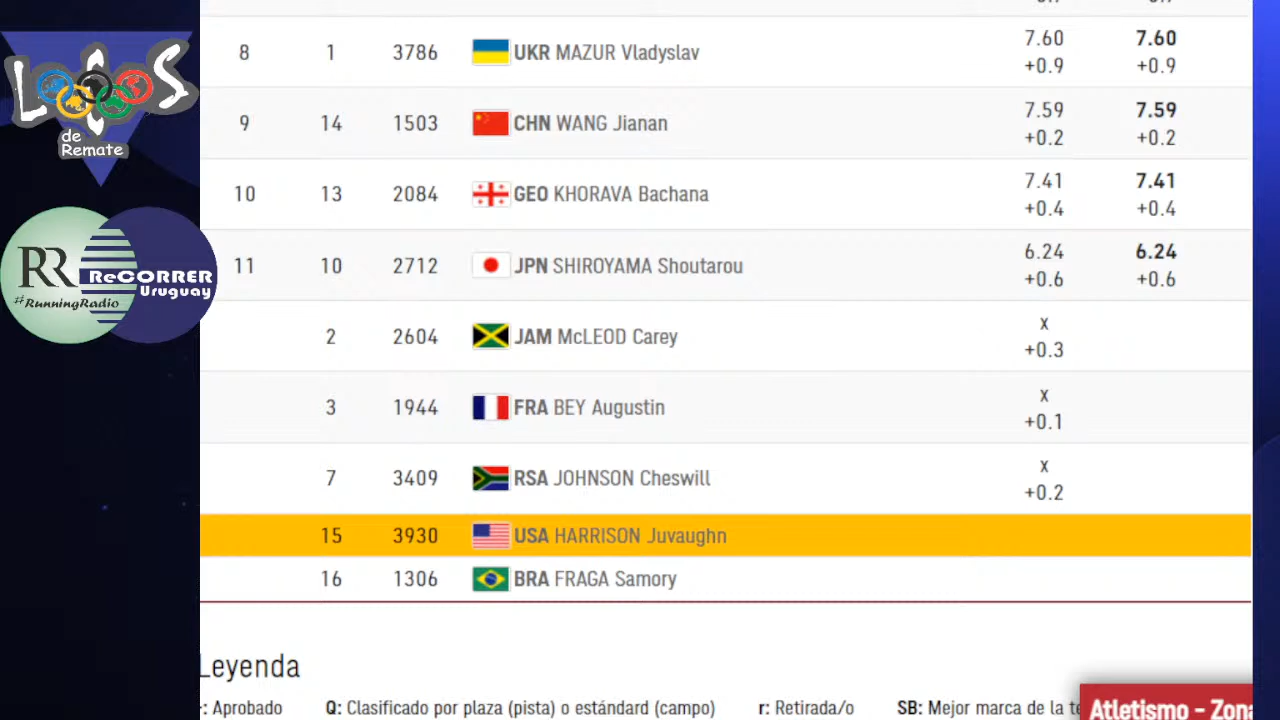 LOCOS
de
Remate
RR
#RunningRadio
ReCORRER
Uruguay
8 1 3786 UKR MAZUR Vladyslav 7.60 7.60
+0.9 +0.9
9 14 1503 CHN WANG Jianan 7.59 7.59
+0.2 +0.2
10 13 2084 GEO KHORAVA Bachana 7.41 7.41
+0.4 +0.4
11 10 2712 JPN SHIROYAMA Shoutarou 6.24 6.24
+0.6 +0.6
2 2604 JAM McLEOD Carey x
+0.3
3 1944 FRA BEY Augustin x
+0.1
7 3409 RSA JOHNSON Cheswill x
+0.2
15 3930 USA HARRISON Juvaughn
16 1306 BRA FRAGA Samory
Leyenda
: Aprobado Q: Clasificado por plaza (pista) o estándard (campo) r: Retirada/o SB: Mejor marca de la te
Atletismo - Zona